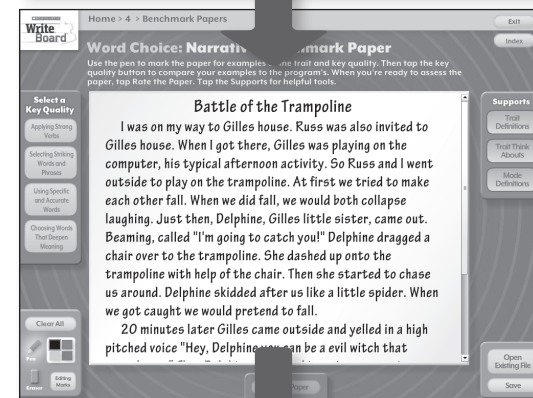 SCHOLASTIC
Write
Board
Home > 4 > Benchmark Papers
Exit
Index
Word Choice: Narrativ mark Paper
Use the pen to mark the paper for examples the trait and key quality. Then tap the key
quality button to compare your examples to the program's. When you're ready to assess the
paper, tap Rate the Paper. Tap the Supports for helpful tools.
Select a
Key Quality
Applying Strong
Verbs
Selecting Striking
Words and
Phrases
Using Specific
and Accurate
Words
Choosing Words
That Deepen
Meaning
Clear All
Pen
Eraser
Editing
Marks
Battle of the Trampoline
I was on my way to Gilles house. Russ was also invited to
Gilles house. When I got there, Gilles was playing on the
computer, his typical afternoon activity. So Russ and I went
outside to play on the trampoline. At first we tried to make
each other fall. When we did fall, we would both collapse
laughing. Just then, Delphine, Gilles little sister, came out.
Beaming, called "I'm going to catch you!" Delphine dragged a
chair over to the trampoline. She dashed up onto the
trampoline with help of the chair. Then she started to chase
us around. Delphine skidded after us like a little spider. When
we got caught we would pretend to fall.
20 minutes later Gilles came outside and yelled in a high
pitched voice "Hey, Delphine you can be a evil witch that
Paper
Supports
Trait
Definitions
Trait Think
Abouts
Mode
Definitions
Open
Existing File
Save